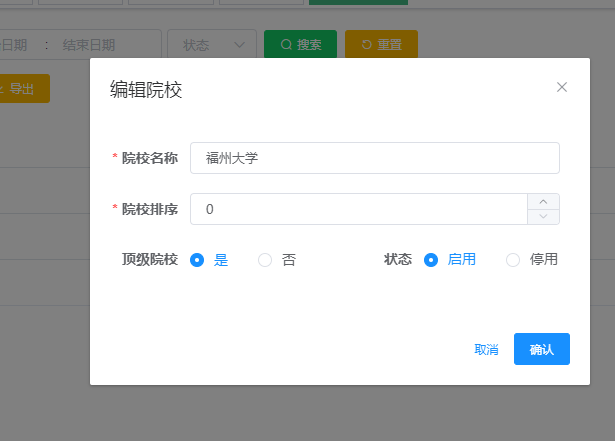 日期 : 结束日期 状态 搜索 重置
导出
编辑院校
* 院校名称 福州大学
* 院校排序 0
顶级院校 是 否 状态 启用 停用
取消 确认